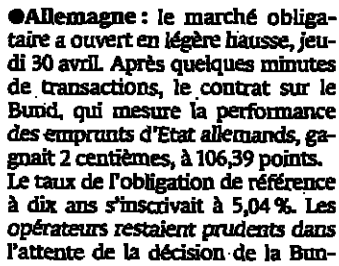 ●Allemagne : le marché obliga-
taire a ouvert en légère hausse, jeu-
di 30 avril. Après quelques minutes
de transactions, le contrat sur le
Bund, qui mesure la performance
des emprunts d'Etat allemands, ga-
gnait 2 centièmes, à 106,39 points.
Le taux de l'obligation de référence
à dix ans s'inscrivait à 5,04 %. Les
opérateurs restaient prudents dans
l'attente de la décision de la Bun-